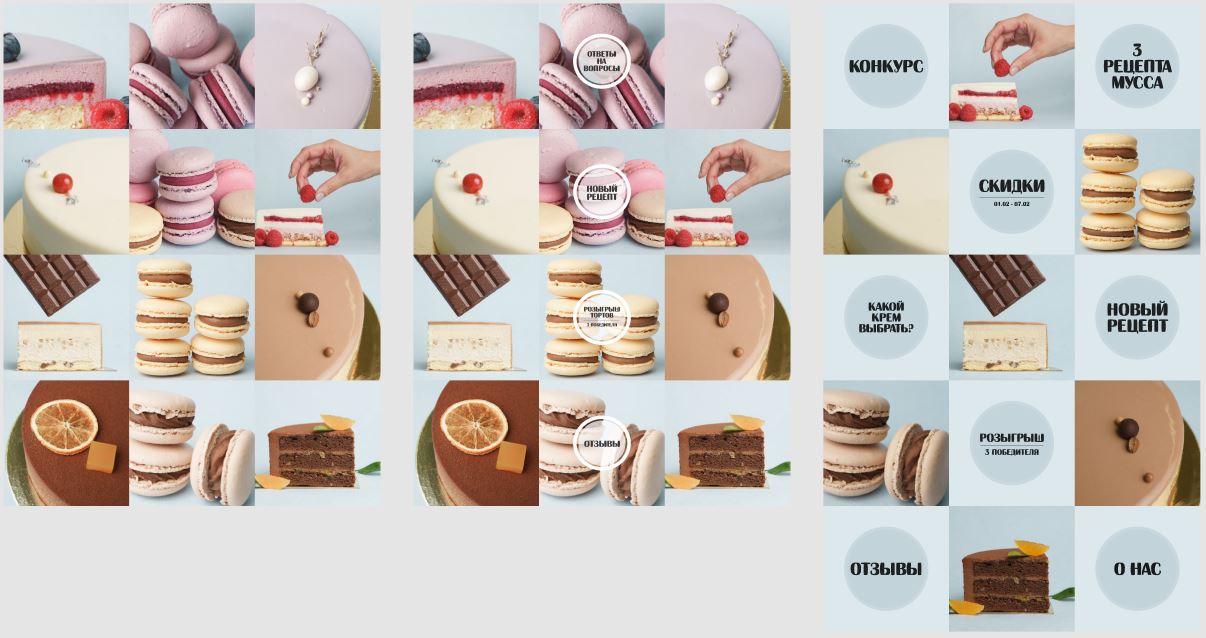 ОТВЕТЫ
НА
ВОПРОСЫ
НОВЫЙ
РЕЦЕПТ
РОЗЫГРЫШ
ТОРТОВ
3 ПОБЕДИТЕЛЯ
ОТЗЫВЫ
КОНКУРС
3
РЕЦЕПТА
МУССА
СКИДКИ
01.02 - 07.02
КАКОЙ
КРЕМ
ВЫБРАТЬ?
НОВЫЙ
РЕЦЕПТ
РОЗЫГРЫШ
3 ПОБЕДИТЕЛЯ
ОТЗЫВЫ
О НАС